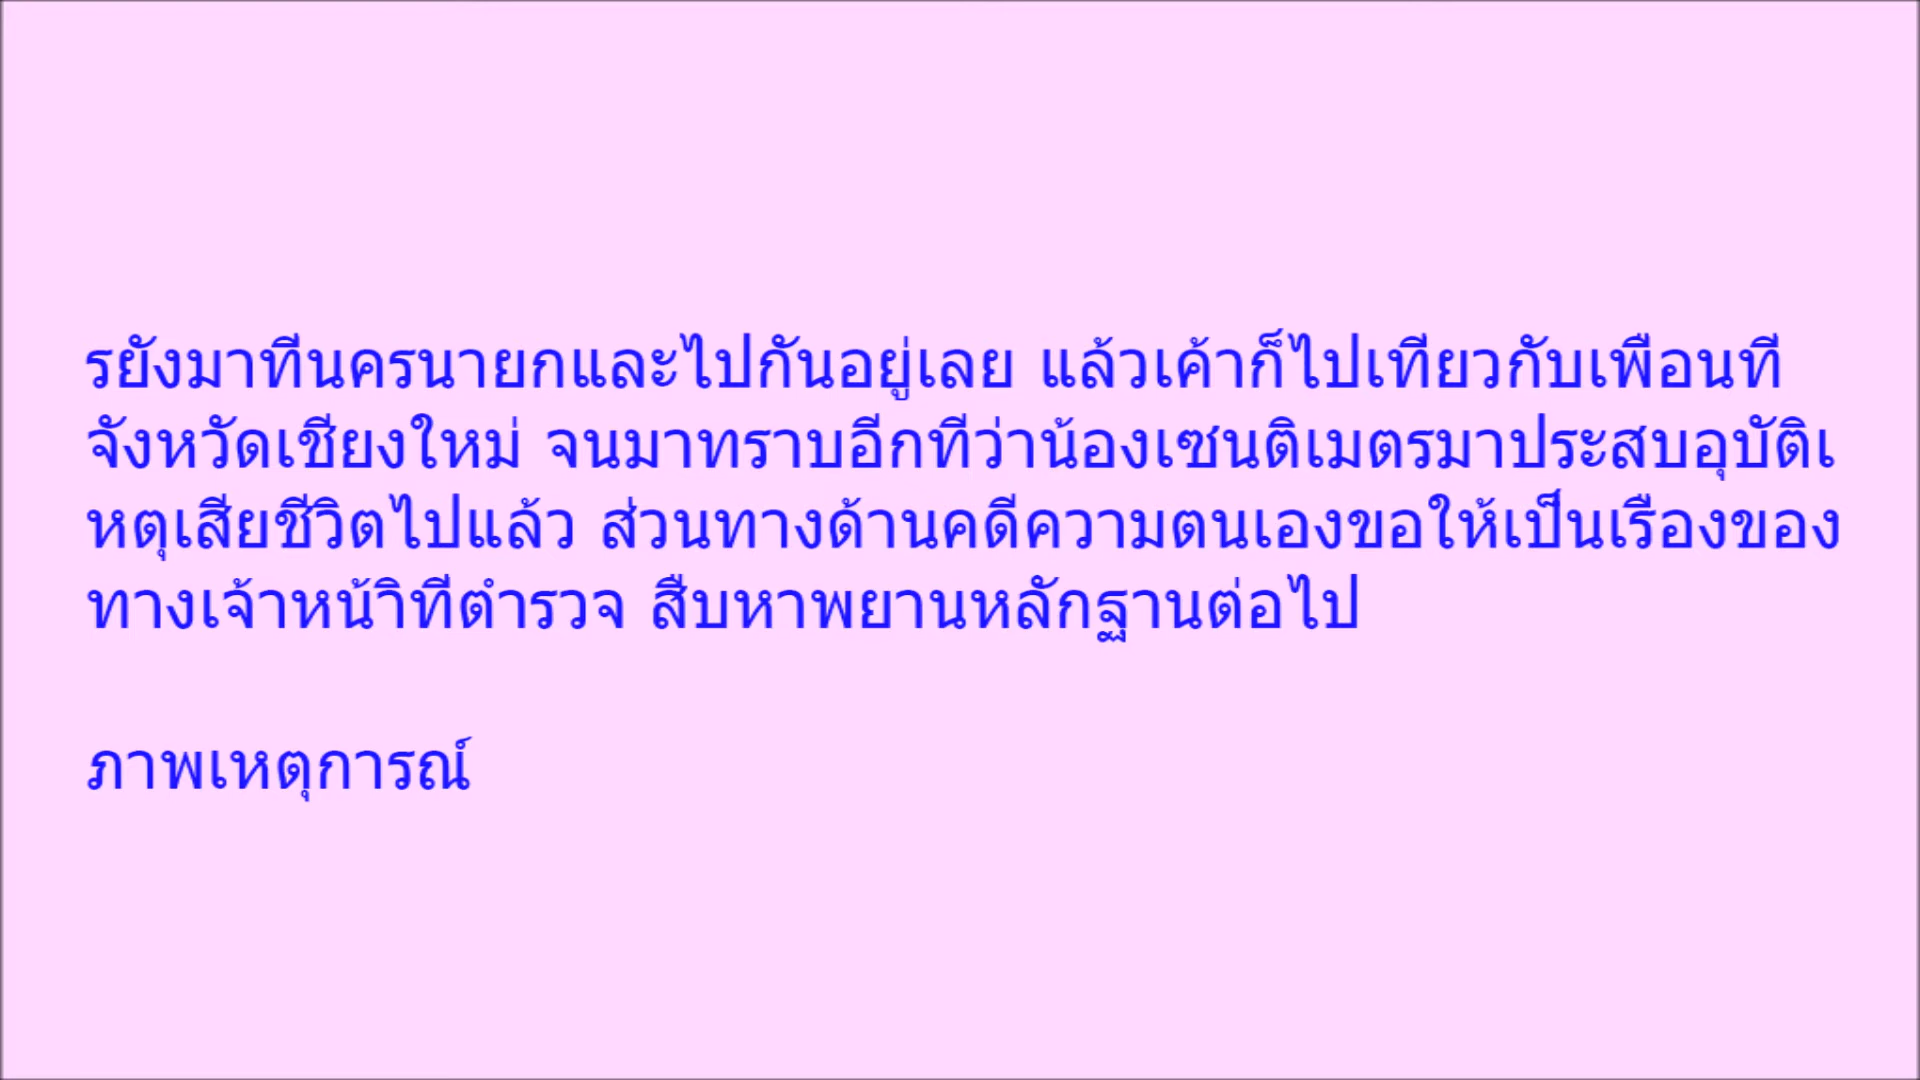 รยังมาที่นครนายกและไปกันอยู่เลย แล้วเค้าก็ไปเที่ยวกับเพื่อนที่
จังหวัดเชียงใหม่ จนมาทราบอีกทีว่าน้องเซนติเมตรมาประสบอุบัติเ
หตุเสียชีวิตไปแล้ว ส่วนทางด้านคดีความตนเองขอให้เป็นเรื่องของ
ทางเจ้าหน้าิที่ตำรวจ สืบหาพยานหลักฐานต่อไป
ภาพเหตุการณ์